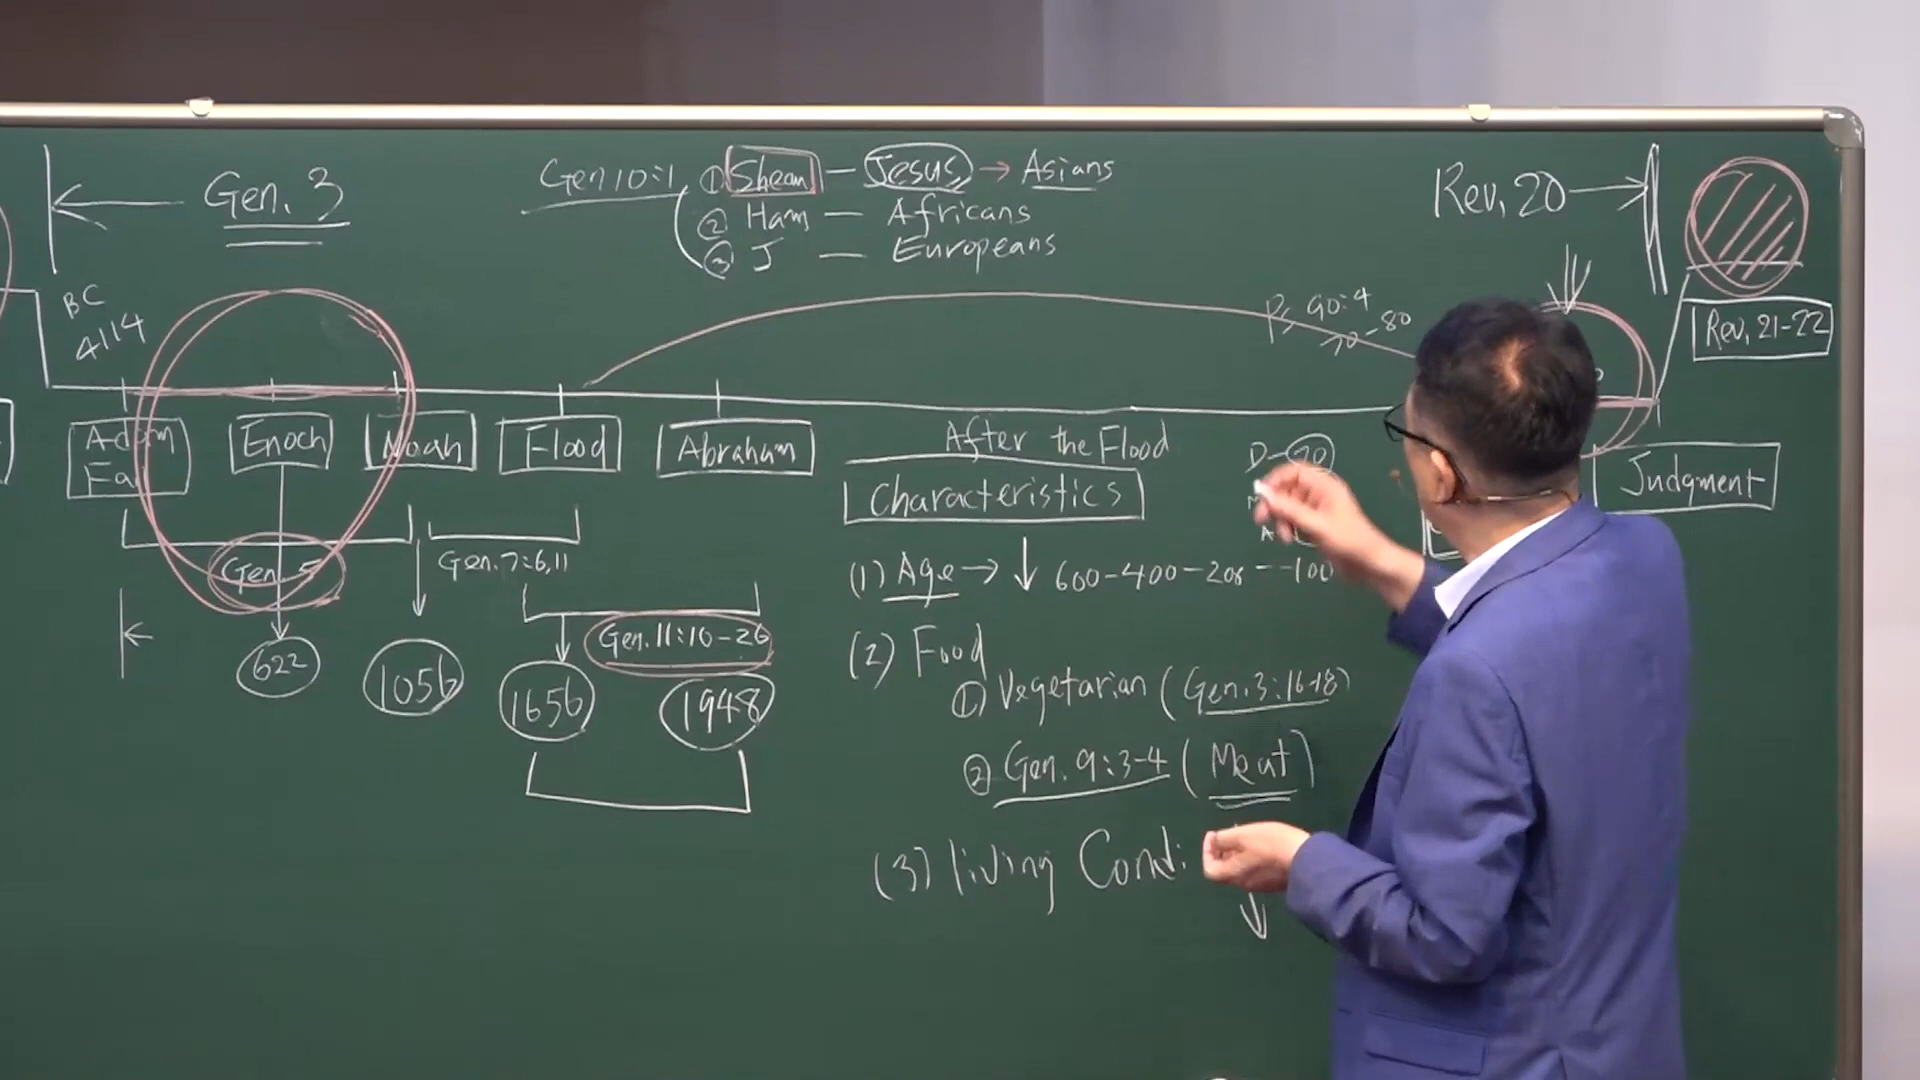 Gen. 3
Gen 10:1 ① Sheam — Jesus → Asians
② Ham — Africans
③ J — Europeans
Rev. 20
Rev. 21-22
BC
4114
Ps 90:4
70-80
Adam
Enoch
Noah
Flood
Abraham
After the Flood
Characteristics
Judgment
Gen. 5
Gen. 7:6,11
(1) Age → ↓ 600-400-200---100
Gen. 11:10-26
(2) Food
① Vegetarian (Gen. 3:16-18)
② Gen. 9:3-4 (Meat)
(3) living Condi
622
1056
1656
1948